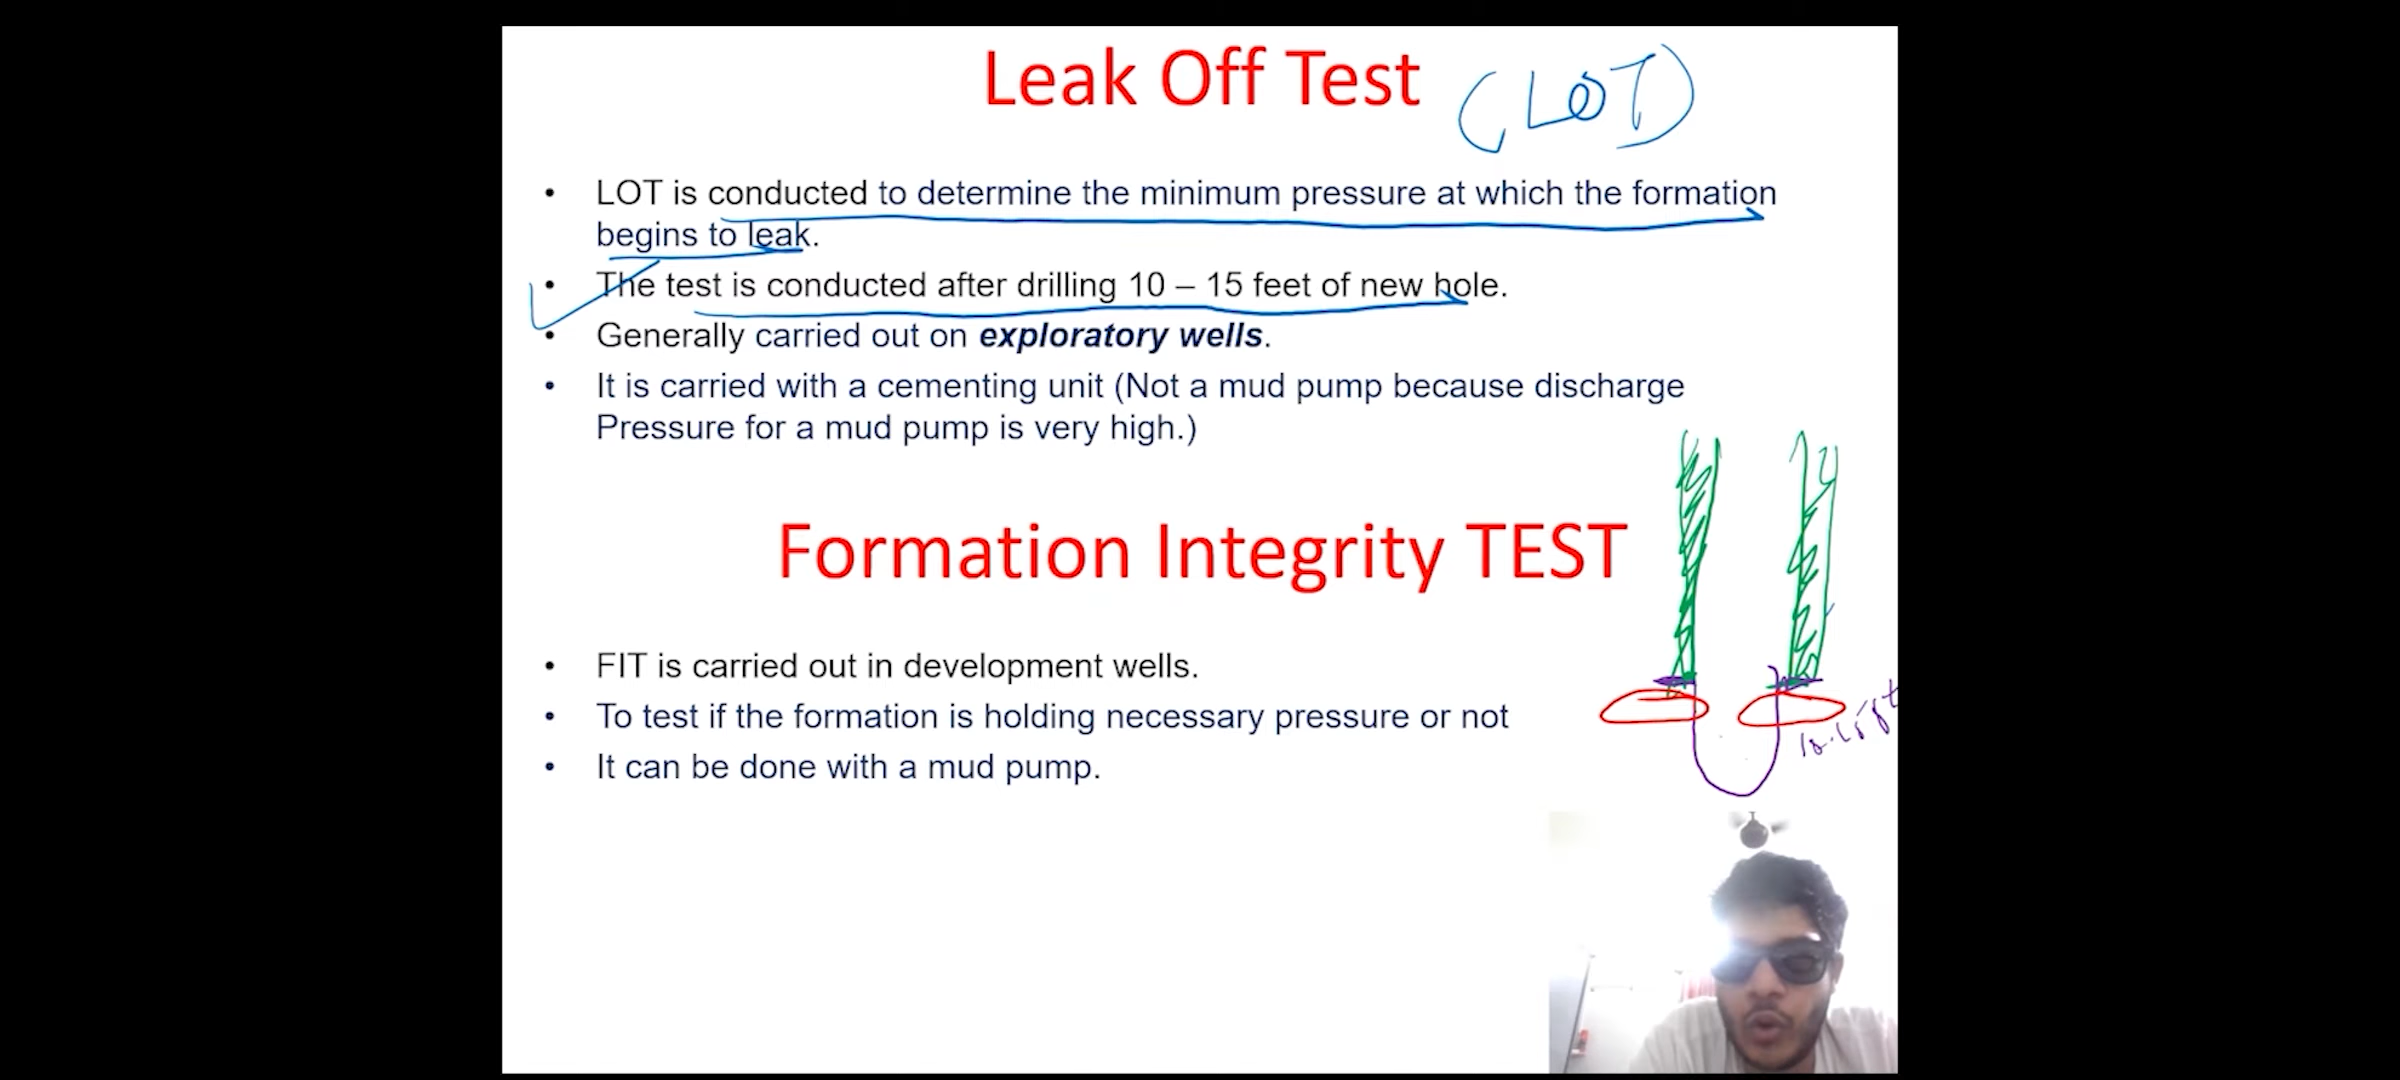 Leak Off Test (LOT)
• LOT is conducted to determine the minimum pressure at which the formation
begins to leak.
• The test is conducted after drilling 10 – 15 feet of new hole.
• Generally carried out on exploratory wells.
• It is carried with a cementing unit (Not a mud pump because discharge
Pressure for a mud pump is very high.)
Formation Integrity TEST
• FIT is carried out in development wells.
• To test if the formation is holding necessary pressure or not
• It can be done with a mud pump.